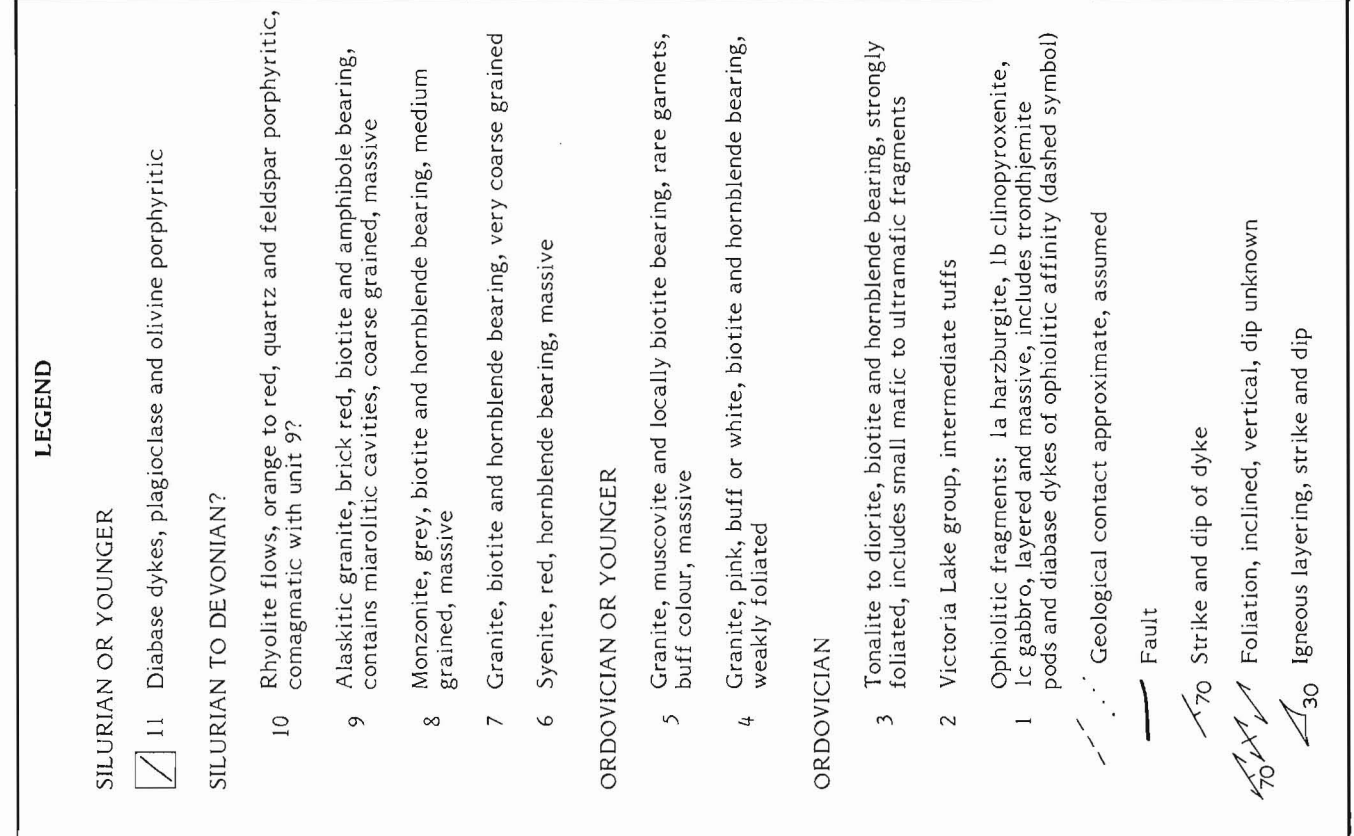 LEGEND
SILURIAN OR YOUNGER
11 Diabase dykes, plagioclase and olivine porphyritic
SILURIAN TO DEVONIAN?
10 Rhyolite flows, orange to red, quartz and feldspar porphyritic,
comagmatic with unit 9?
9 Alaskitic granite, brick red, biotite and amphibole bearing,
contains miarolitic cavities, coarse grained, massive
8 Monzonite, grey, biotite and hornblende bearing, medium
grained, massive
7 Granite, biotite and hornblende bearing, very coarse grained
6 Syenite, red, hornblende bearing, massive
ORDOVICIAN OR YOUNGER
5 Granite, muscovite and locally biotite bearing, rare garnets,
buff colour, massive
4 Granite, pink, buff or white, biotite and hornblende bearing,
weakly foliated
ORDOVICIAN
3 Tonalite to diorite, biotite and hornblende bearing, strongly
foliated, includes small mafic to ultramafic fragments
2 Victoria Lake group, intermediate tuffs
1 Ophiolitic fragments: 1a harzburgite, 1b clinopyroxenite,
1c gabbro, layered and massive, includes trondhjemite
pods and diabase dykes of ophiolitic affinity (dashed symbol)
Geological contact approximate, assumed
Fault
70 Strike and dip of dyke
70 Foliation, inclined, vertical, dip unknown
30 Igneous layering, strike and dip